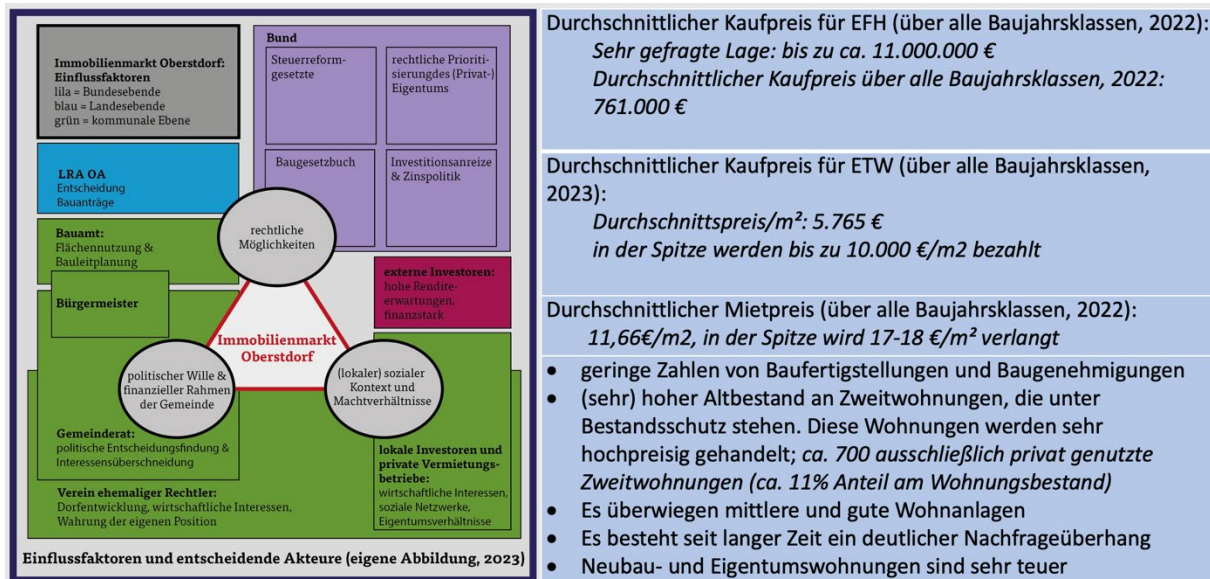 Immobilienmarkt Oberstdorf:
Einflussfaktoren
lila = Bundesebende
blau = Landesebende
grün = kommunale Ebene
Bund
Steuerreform-
gesetzte
rechtliche Prioriti-
sierungdes (Privat-)
Eigentums
Baugesetzbuch
Investitionsanreize
& Zinspolitik
LRA OA
Entscheidung
Bauanträge
rechtliche
Möglichkeiten
Bauamt:
Flächennutzung &
Bauleitplanung
Bürgermeister
externe Investoren:
hohe Rendite-
erwartungen,
finanzstark
Immobilienmarkt
Oberstdorf
politischer Wille &
finanzieller Rahmen
der Gemeinde
(lokaler) sozialer
Kontext und
Machtverhältnisse
Gemeinderat:
politische Entscheidungsfindung &
Interessensüberschneidung
lokale Investoren und
private Vermietungs-
betriebe:
wirtschaftliche Interessen,
soziale Netzwerke,
Eigentumsverhältnisse
Verein ehemaliger Rechtler:
Dorfentwicklung, wirtschaftliche Interessen,
Wahrung der eigenen Position
Einflussfaktoren und entscheidende Akteure (eigene Abbildung, 2023)
Durchschnittlicher Kaufpreis für EFH (über alle Baujahrsklassen, 2022):
Sehr gefragte Lage: bis zu ca. 11.000.000 €
Durchschnittlicher Kaufpreis über alle Baujahrsklassen, 2022:
761.000 €
Durchschnittlicher Kaufpreis für ETW (über alle Baujahrsklassen,
2023):
Durchschnittspreis/m²: 5.765 €
in der Spitze werden bis zu 10.000 €/m2 bezahlt
Durchschnittlicher Mietpreis (über alle Baujahrsklassen, 2022):
11,66€/m2, in der Spitze wird 17-18 €/m² verlangt
• geringe Zahlen von Baufertigstellungen und Baugenehmigungen
• (sehr) hoher Altbestand an Zweitwohnungen, die unter
Bestandsschutz stehen. Diese Wohnungen werden sehr
hochpreisig gehandelt; ca. 700 ausschließlich privat genutzte
Zweitwohnungen (ca. 11% Anteil am Wohnungsbestand)
• Es überwiegen mittlere und gute Wohnanlagen
• Es besteht seit langer Zeit ein deutlicher Nachfrageüberhang
• Neubau- und Eigentumswohnungen sind sehr teuer